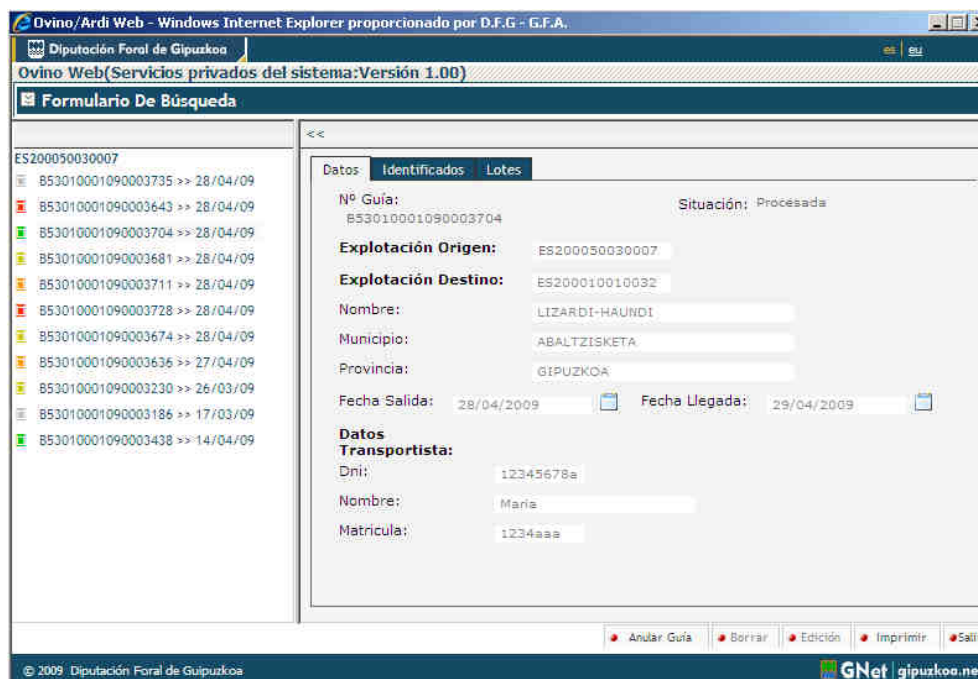 Ovino/Ardi Web - Windows Internet Explorer proporcionado por D.F.G - G.F.A.
Diputación Foral de Gipuzkoa
es | eu
Ovino Web(Servicios privados del sistema:Versión 1.00)
Formulario De Búsqueda
<<
ES200050030007
B53010001090003735 >> 28/04/09
B53010001090003643 >> 28/04/09
B53010001090003704 >> 28/04/09
B53010001090003681 >> 28/04/09
B53010001090003711 >> 28/04/09
B53010001090003728 >> 28/04/09
B53010001090003674 >> 28/04/09
B53010001090003636 >> 27/04/09
B53010001090003230 >> 26/03/09
B53010001090003186 >> 17/03/09
B53010001090003438 >> 14/04/09
Datos Identificados Lotes
Nº Guía:
B53010001090003704
Situación: Procesada
Explotación Origen: ES200050030007
Explotación Destino: ES200010010032
Nombre: LIZARDI-HAUNDI
Municipio: ABALTZISKETA
Provincia: GIPUZKOA
Fecha Salida: 28/04/2009 Fecha Llegada: 29/04/2009
Datos
Transportista:
Dni: 12345678a
Nombre: Maria
Matricula: 1234aaa
Anular Guía Borrar Edición Imprimir Sali
© 2009 Diputación Foral de Guipuzkoa
GNet gipuzkoa.ne